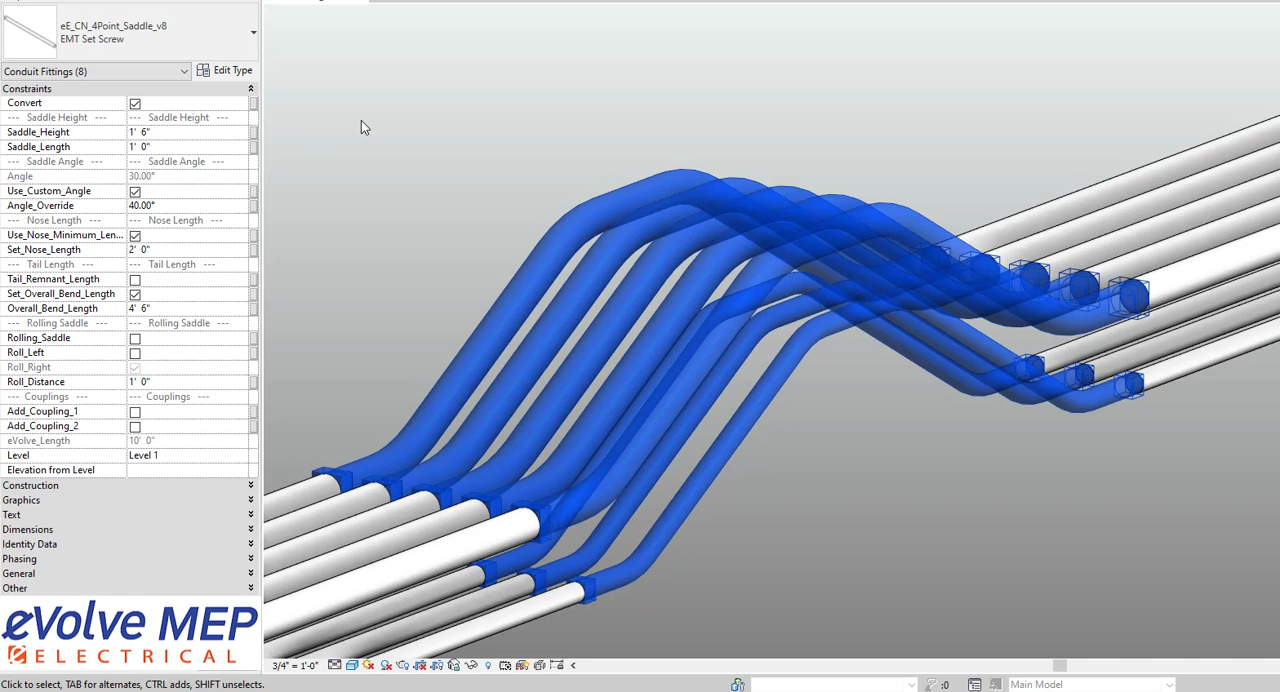 eE_CN_4Point_Saddle_v8
EMT Set Screw
Conduit Fittings (8)
Edit Type
Constraints
Convert
--- Saddle Height --- --- Saddle Height ---
Saddle_Height 1' 6"
Saddle_Length 1' 0"
--- Saddle Angle --- --- Saddle Angle ---
Angle 30.00°
Use_Custom_Angle
Angle_Override 40.00°
--- Nose Length --- --- Nose Length ---
Use_Nose_Minimum_Len...
Set_Nose_Length 2' 0"
--- Tail Length --- --- Tail Length ---
Tail_Remnant_Length
Set_Overall_Bend_Length
Overall_Bend_Length 4' 6"
--- Rolling Saddle --- --- Rolling Saddle ---
Rolling_Saddle
Roll_Left
Roll_Right
Roll_Distance 1' 0"
--- Couplings --- --- Couplings ---
Add_Coupling_1
Add_Coupling_2
eVolve_Length 10' 0"
Level Level 1
Elevation from Level
Construction
Graphics
Text
Dimensions
Identity Data
Phasing
General
Other
eVolve MEP
ELECTRICAL
3/4" = 1'-0"
Click to select, TAB for alternates, CTRL adds, SHIFT unselects.
:0
Main Model